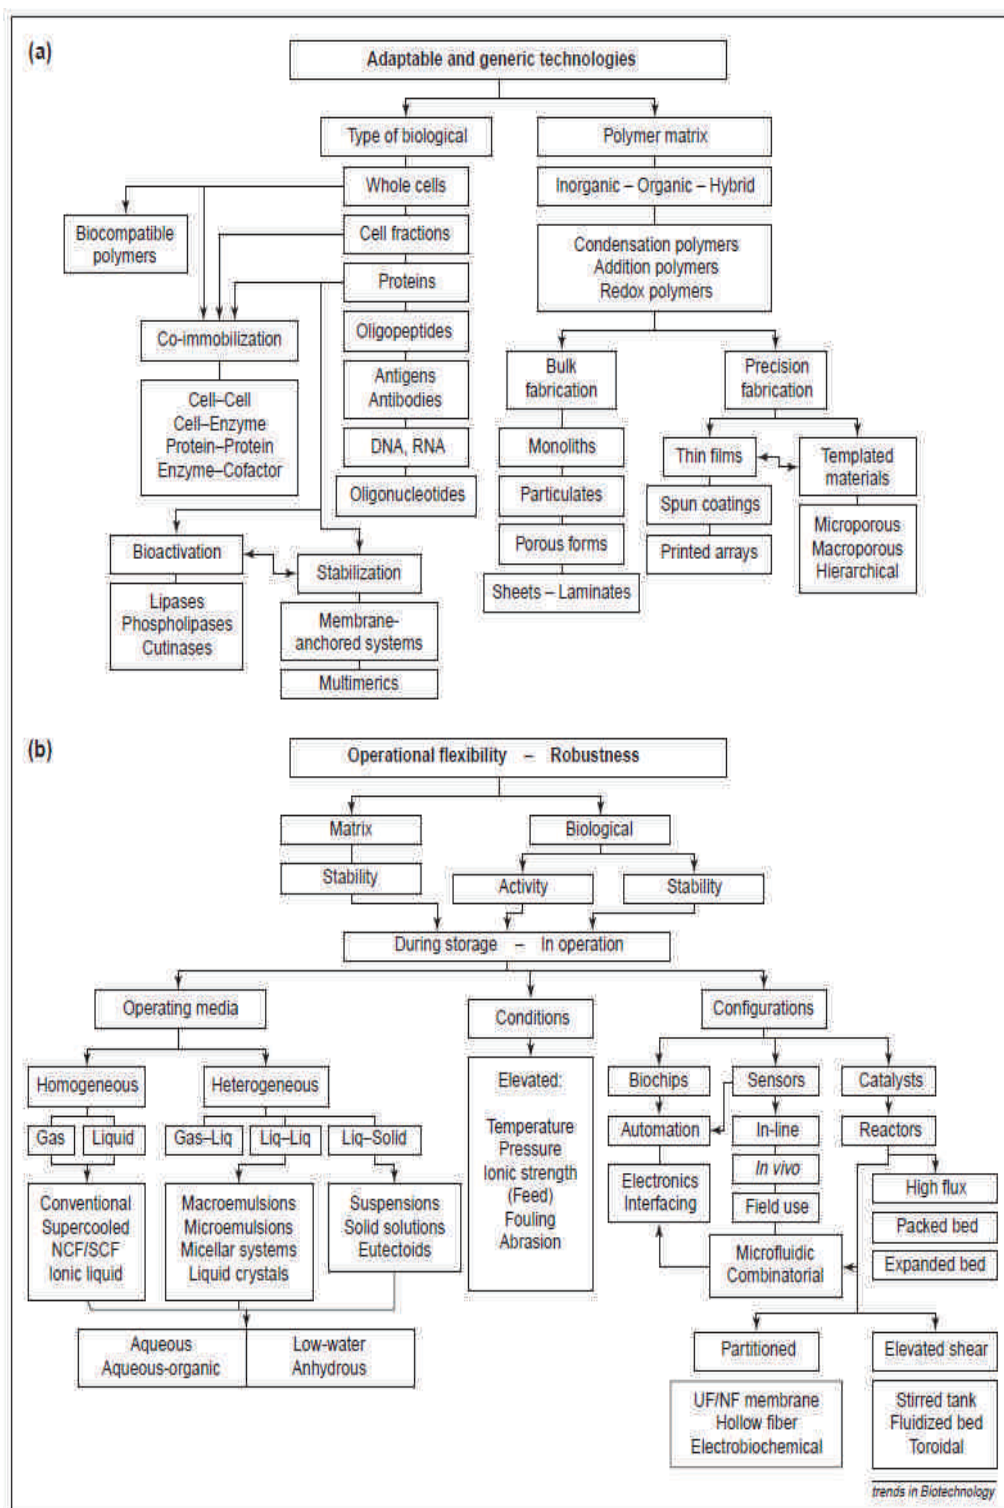 (a)
Adaptable and generic technologies
Type of biological
Polymer matrix
Whole cells
Inorganic – Organic – Hybrid
Biocompatible
polymers
Cell fractions
Condensation polymers
Addition polymers
Redox polymers
Proteins
Co-immobilization
Oligopeptides
Bulk
fabrication
Precision
fabrication
Cell–Cell
Cell–Enzyme
Protein–Protein
Enzyme–Cofactor
Antigens
Antibodies
DNA, RNA
Oligonucleotides
Monoliths
Particulates
Porous forms
Sheets – Laminates
Thin films
Spun coatings
Printed arrays
Templated
materials
Microporous
Macroporous
Hierarchical
Bioactivation
Stabilization
Lipases
Phospholipases
Cutinases
Membrane-
anchored systems
Multimerics
(b)
Operational flexibility – Robustness
Matrix
Biological
Stability
Activity
Stability
During storage – In operation
Operating media
Conditions
Configurations
Homogeneous
Heterogeneous
Gas
Liquid
Gas–Liq
Liq–Liq
Liq–Solid
Conventional
Supercooled
NCF/SCF
Ionic liquid
Macroemulsions
Microemulsions
Micellar systems
Liquid crystals
Suspensions
Solid solutions
Eutectoids
Aqueous
Aqueous-organic
Low-water
Anhydrous
Elevated:
Temperature
Pressure
Ionic strength
(Feed)
Fouling
Abrasion
Biochips
Sensors
Catalysts
Automation
In-line
Reactors
Electronics
Interfacing
In vivo
Field use
High flux
Packed bed
Expanded bed
Microfluidic
Combinatorial
Partitioned
Elevated shear
UF/NF membrane
Hollow fiber
Electrobiochemical
Stirred tank
Fluidized bed
Toroidal
trends in Biotechnology